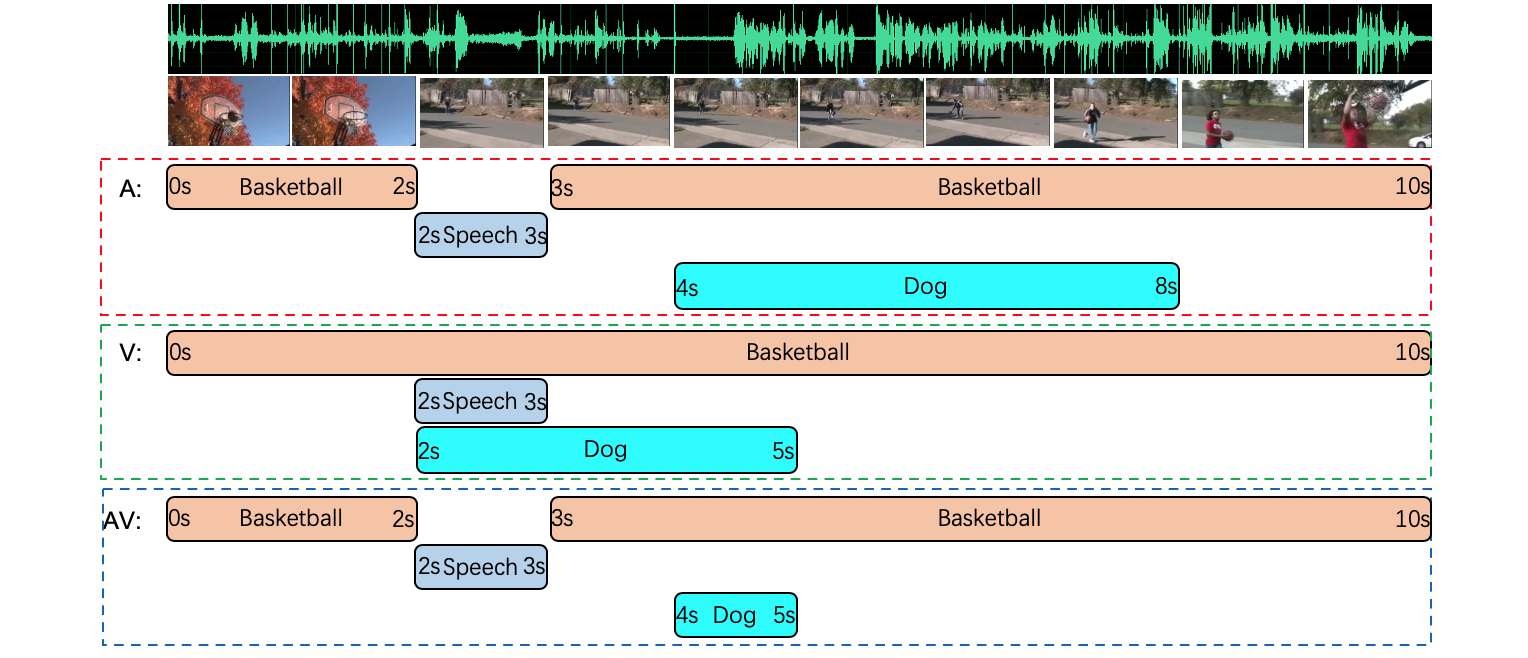 A: 0s Basketball 2s 3s Basketball 10s
2s Speech 3s
4s Dog 8s
V: 0s Basketball 10s
2s Speech 3s
2s Dog 5s
AV: 0s Basketball 2s 3s Basketball 10s
2s Speech 3s
4s Dog 5s